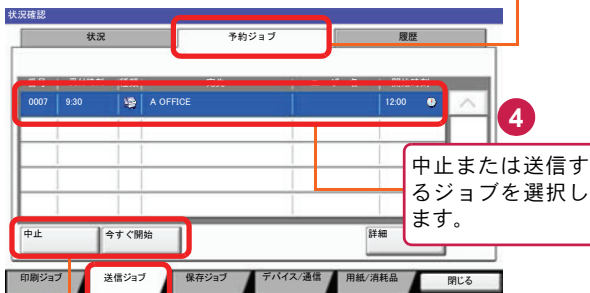 状況確認
状況 予約ジョブ 履歴
0007 9:30 A OFFICE 12:00
4
中止または送信す
るジョブを選択し
ます。
中止 今すぐ開始 詳細
印刷ジョブ 送信ジョブ 保存ジョブ デバイス/通信 用紙/消耗品 閉じる